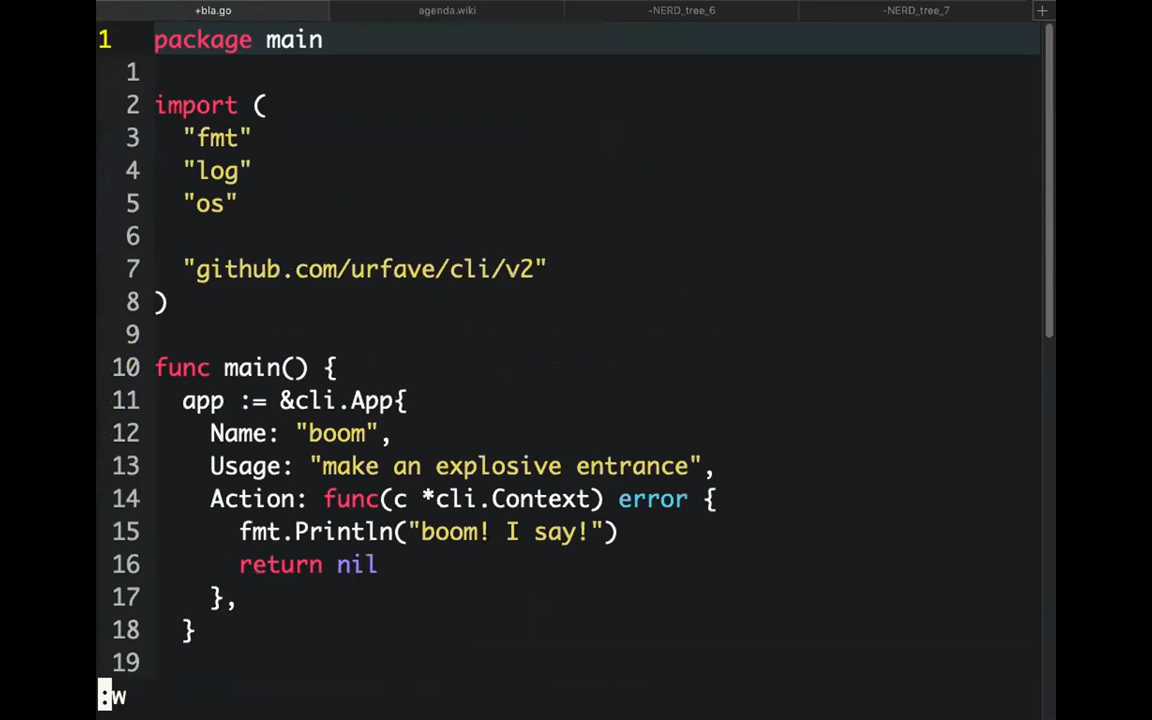 +bla.go agenda.wiki -NERD_tree_6 -NERD_tree_7 +
1 package main
1
2 import (
3 "fmt"
4 "log"
5 "os"
6
7 "github.com/urfave/cli/v2"
8 )
9
10 func main() {
11 app := &cli.App{
12 Name: "boom",
13 Usage: "make an explosive entrance",
14 Action: func(c *cli.Context) error {
15 fmt.Println("boom! I say!")
16 return nil
17 },
18 }
19
:w